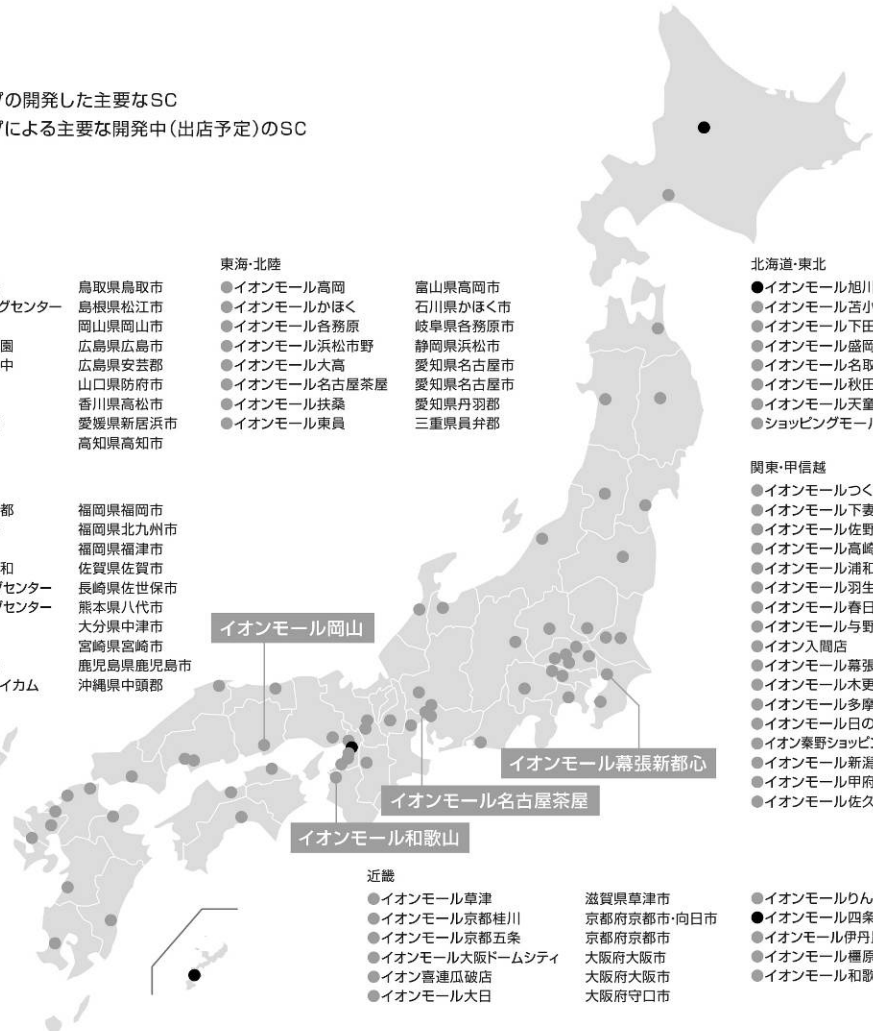 プの開発した主要なSC
プによる主要な開発中(出店予定)のSC
鳥取県鳥取市
グセンター 島根県松江市
岡山県岡山市
園 広島県広島市
中 広島県安芸郡
山口県防府市
香川県高松市
愛媛県新居浜市
高知県高知市
都 福岡県福岡市
福岡県北九州市
福岡県福津市
和 佐賀県佐賀市
グセンター 長崎県佐世保市
グセンター 熊本県八代市
大分県中津市
宮崎県宮崎市
鹿児島県鹿児島市
イカム 沖縄県中頭郡
東海・北陸
●イオンモール高岡 富山県高岡市
●イオンモールかほく 石川県かほく市
●イオンモール各務原 岐阜県各務原市
●イオンモール浜松市野 静岡県浜松市
●イオンモール大高 愛知県名古屋市
●イオンモール名古屋茶屋 愛知県名古屋市
●イオンモール扶桑 愛知県丹羽郡
●イオンモール東員 三重県員弁郡
北海道・東北
●イオンモール旭川
●イオンモール苫小
●イオンモール下田
●イオンモール盛岡
●イオンモール名取
●イオンモール秋田
●イオンモール天童
●ショッピングモール
関東・甲信越
●イオンモールつく
●イオンモール下妻
●イオンモール佐野
●イオンモール高崎
●イオンモール浦和
●イオンモール羽生
●イオンモール春日
●イオンモール与野
●イオン入間店
●イオンモール幕張
●イオンモール木更
●イオンモール多摩
●イオンモール日の
●イオン秦野ショッピン
●イオンモール新潟
●イオンモール甲府
●イオンモール佐久
イオンモール岡山
イオンモール幕張新都心
イオンモール名古屋茶屋
イオンモール和歌山
近畿
●イオンモール草津 滋賀県草津市
●イオンモール京都桂川 京都府京都市・向日市
●イオンモール京都五条 京都府京都市
●イオンモール大阪ドームシティ 大阪府大阪市
●イオン喜連瓜破店 大阪府大阪市
●イオンモール大日 大阪府守口市
●イオンモールりん
●イオンモール四条
●イオンモール伊丹
●イオンモール橿原
●イオンモール和歌